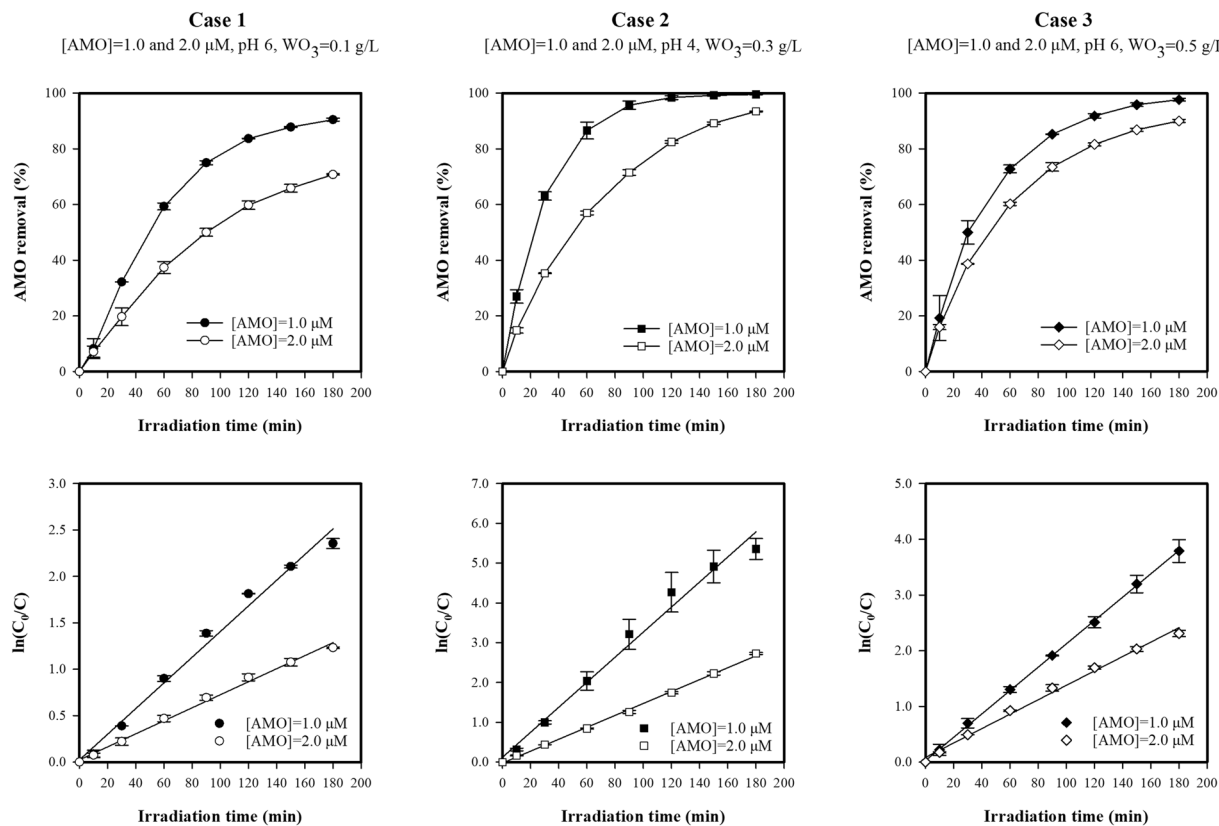 Case 1
[AMO]=1.0 and 2.0 μM, pH 6, WO3=0.1 g/L
Case 2
[AMO]=1.0 and 2.0 μM, pH 4, WO3=0.3 g/L
Case 3
[AMO]=1.0 and 2.0 μM, pH 6, WO3=0.5 g/L
AMO removal (%)
100
80
60
40
20
0
[AMO]=1.0 μM
[AMO]=2.0 μM
0 20 40 60 80 100 120 140 160 180 200
Irradiation time (min)
AMO removal (%)
100
80
60
40
20
0
[AMO]=1.0 μM
[AMO]=2.0 μM
0 20 40 60 80 100 120 140 160 180 200
Irradiation time (min)
AMO removal (%)
100
80
60
40
20
0
[AMO]=1.0 μM
[AMO]=2.0 μM
0 20 40 60 80 100 120 140 160 180 200
Irradiation time (min)
ln(C0/C)
3.0
2.5
2.0
1.5
1.0
0.5
0.0
[AMO]=1.0 μM
[AMO]=2.0 μM
0 20 40 60 80 100 120 140 160 180 200
Irradiation time (min)
ln(C0/C)
7.0
6.0
5.0
4.0
3.0
2.0
1.0
0.0
[AMO]=1.0 μM
[AMO]=2.0 μM
0 20 40 60 80 100 120 140 160 180 200
Irradiation time (min)
ln(C0/C)
5.0
4.0
3.0
2.0
1.0
0.0
[AMO]=1.0 μM
[AMO]=2.0 μM
0 20 40 60 80 100 120 140 160 180 200
Irradiation time (min)